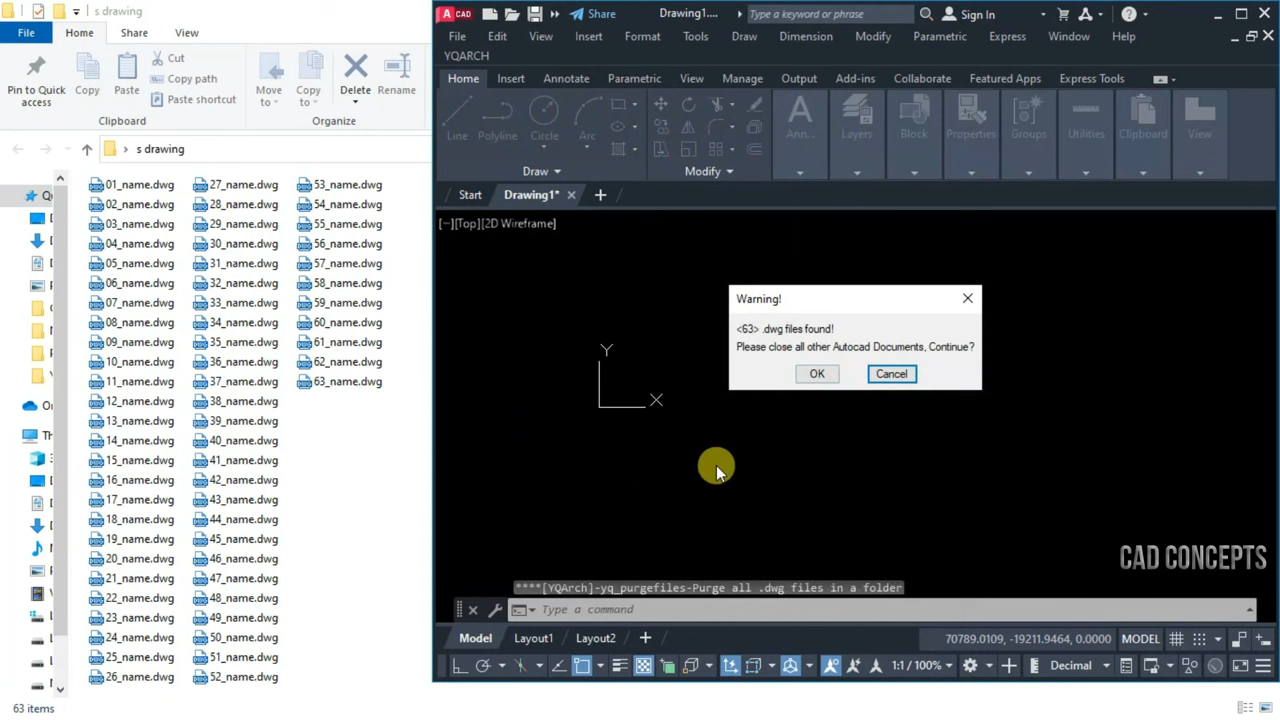 s drawing
File
Home
Share
View
Pin to Quick access
Copy
Paste
Cut
Copy path
Paste shortcut
Clipboard
Move to
Copy to
Delete
Rename
Organize
s drawing
01_name.dwg
02_name.dwg
03_name.dwg
04_name.dwg
05_name.dwg
06_name.dwg
07_name.dwg
08_name.dwg
09_name.dwg
10_name.dwg
11_name.dwg
12_name.dwg
13_name.dwg
14_name.dwg
15_name.dwg
16_name.dwg
17_name.dwg
18_name.dwg
19_name.dwg
20_name.dwg
21_name.dwg
22_name.dwg
23_name.dwg
24_name.dwg
25_name.dwg
26_name.dwg
27_name.dwg
28_name.dwg
29_name.dwg
30_name.dwg
31_name.dwg
32_name.dwg
33_name.dwg
34_name.dwg
35_name.dwg
36_name.dwg
37_name.dwg
38_name.dwg
39_name.dwg
40_name.dwg
41_name.dwg
42_name.dwg
43_name.dwg
44_name.dwg
45_name.dwg
46_name.dwg
47_name.dwg
48_name.dwg
49_name.dwg
50_name.dwg
51_name.dwg
52_name.dwg
53_name.dwg
54_name.dwg
55_name.dwg
56_name.dwg
57_name.dwg
58_name.dwg
59_name.dwg
60_name.dwg
61_name.dwg
62_name.dwg
63_name.dwg
63 items
A CAD
Share
Drawing1....
Type a keyword or phrase
Sign In
File Edit View Insert Format Tools Draw Dimension Modify Parametric Express Window Help
YQARCH
Home Insert Annotate Parametric View Manage Output Add-ins Collaborate Featured Apps Express Tools
Line Polyline Circle Arc
Ann... Layers Block Properties Groups Utilities Clipboard View
Draw
Modify
Start
Drawing1*
[−][Top][2D Wireframe]
Warning!
<63> .dwg files found!
Please close all other Autocad Documents, Continue?
OK
Cancel
Y
X
CAD CONCEPTS
****[YQArch]-yq_purgefiles-Purge all .dwg files in a folder
Type a command
Model Layout1 Layout2
70789.0109, -19211.9464, 0.0000
MODEL
1:1 / 100%
Decimal